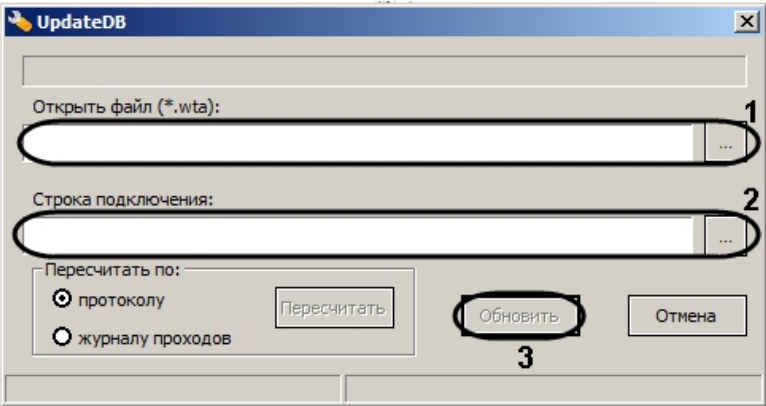 UpdateDB
Открыть файл (*.wta):
1
...
Строка подключения:
2
...
Пересчитать по:
протоколу
Пересчитать
журналу проходов
Обновить
Отмена
3